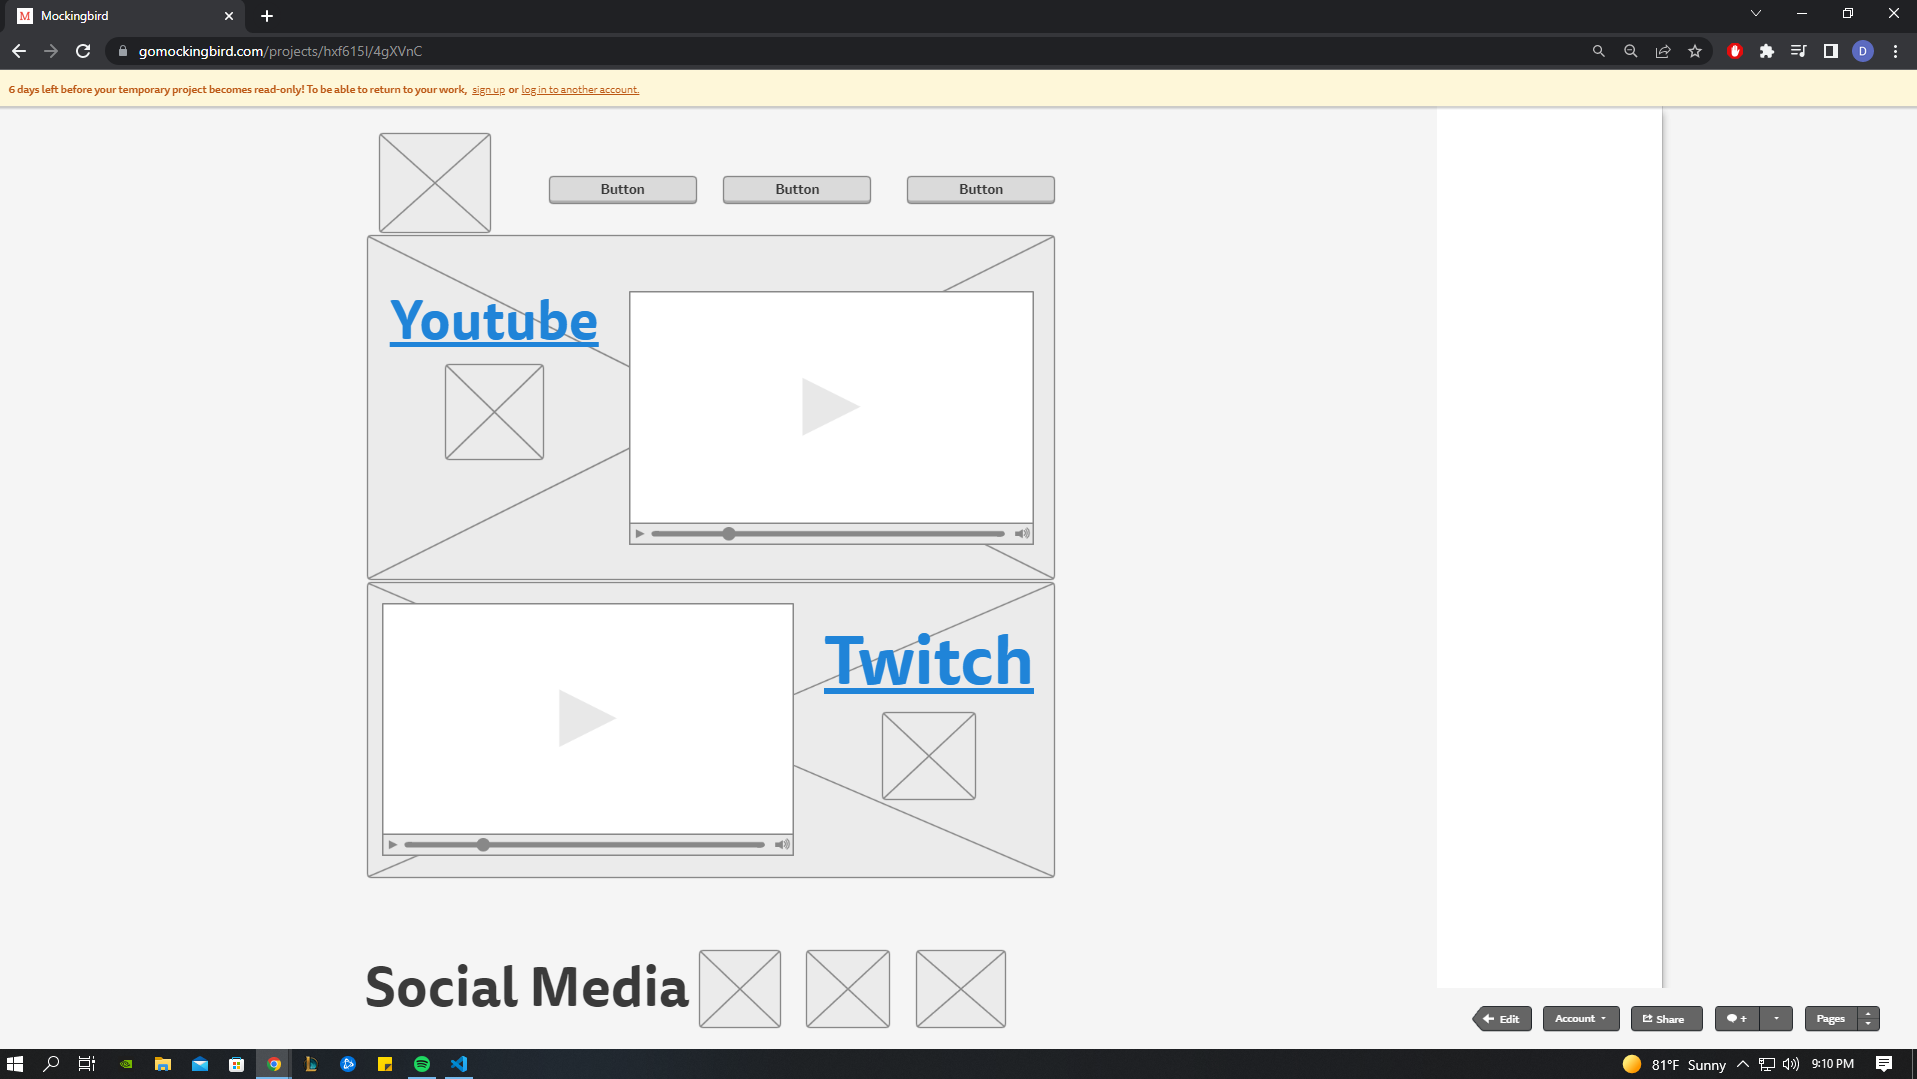 M Mockingbird
gomockingbird.com/projects/hxf615l/4gXVnC
D
6 days left before your temporary project becomes read-only! To be able to return to your work, sign up or log in to another account.
Button Button Button
Youtube
Twitch
Social Media
Edit Account Share + Pages
81°F Sunny 9:10 PM